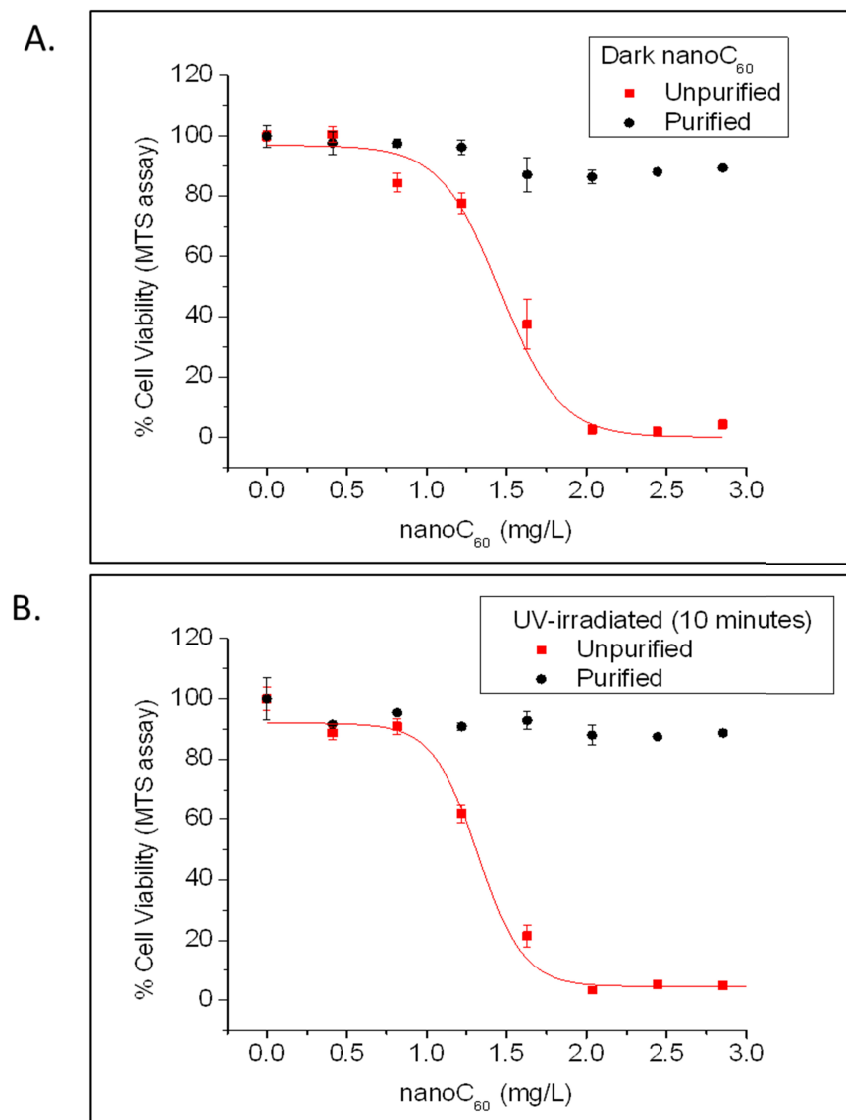 A.
Dark nanoC60
Unpurified
Purified
% Cell Viability (MTS assay)
120
100
80
60
40
20
0
0.0 0.5 1.0 1.5 2.0 2.5 3.0
nanoC60 (mg/L)
B.
UV-irradiated (10 minutes)
Unpurified
Purified
% Cell Viability (MTS assay)
120
100
80
60
40
20
0
0.0 0.5 1.0 1.5 2.0 2.5 3.0
nanoC60 (mg/L)